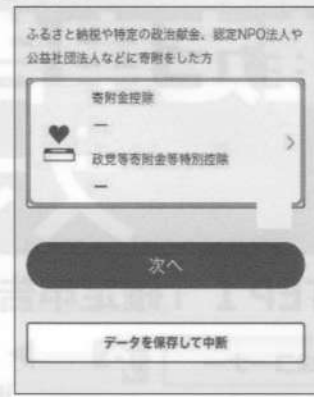 ふるさと納税や特定の政治献金、認定NPO法人や
公益社団法人などに寄附をした方
寄附金控除
—
政党等寄附金等特別控除
—
次へ
データを保存して中断